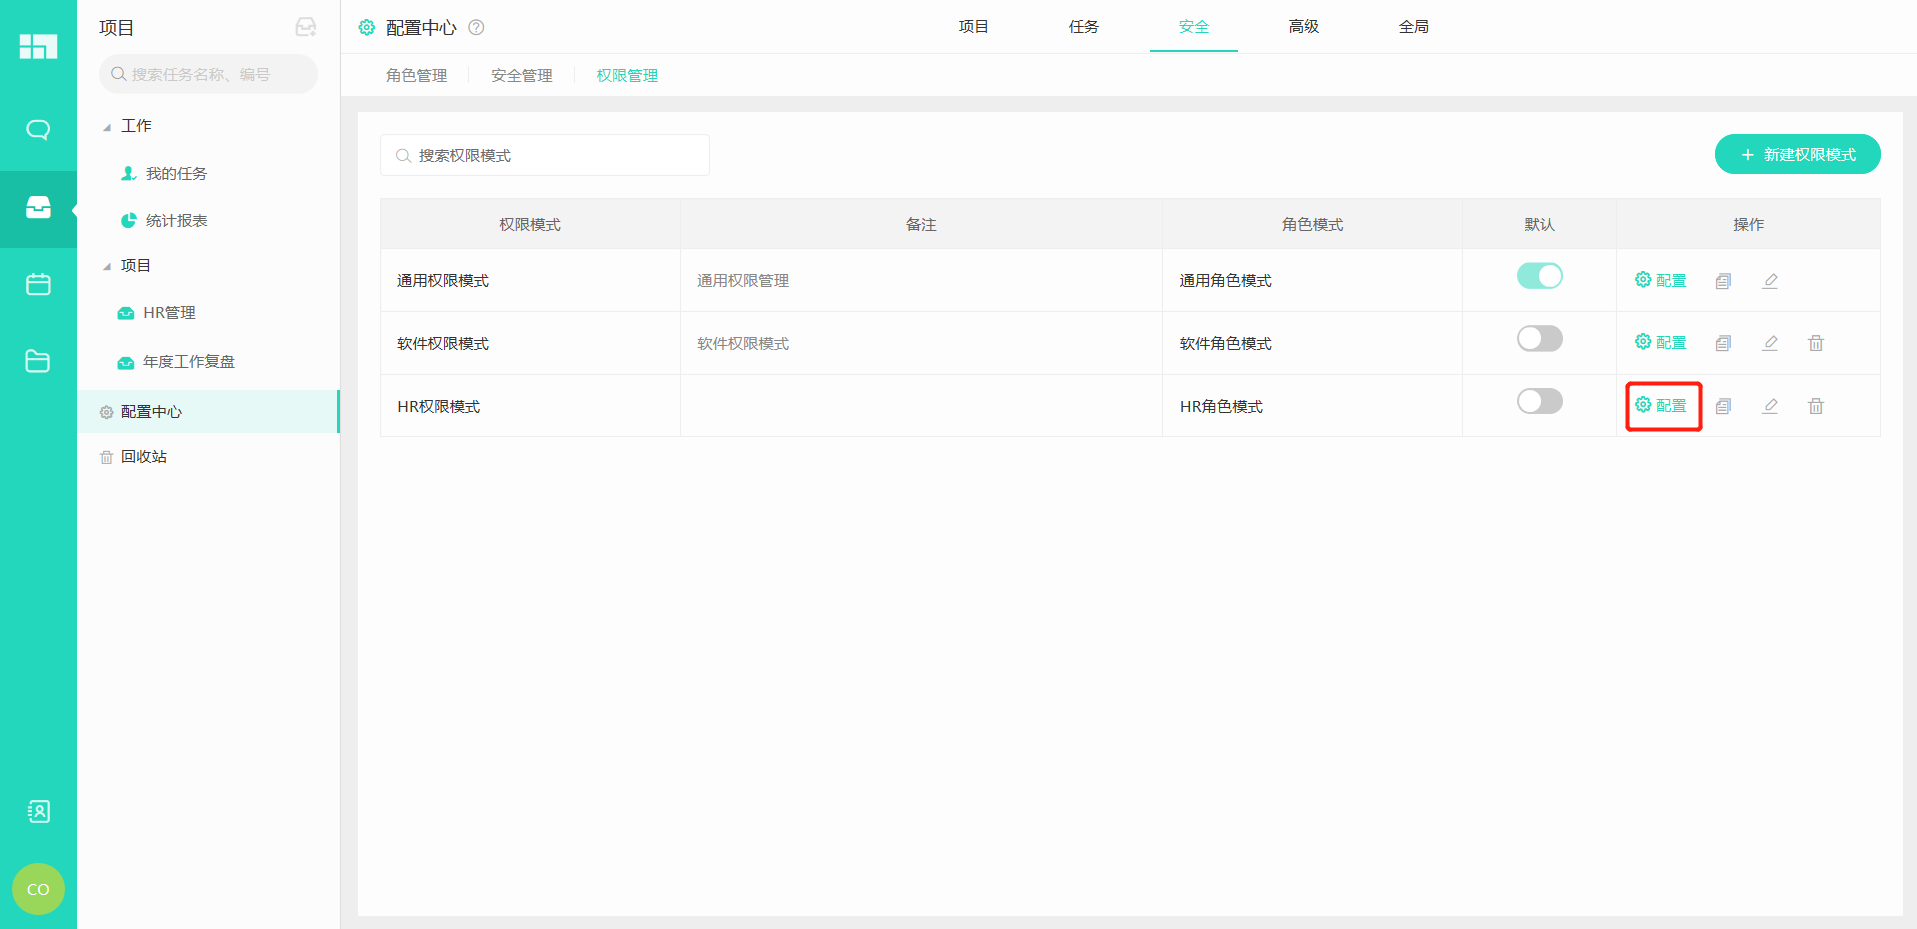 项目
搜索任务名称、编号
工作
我的任务
统计报表
项目
HR管理
年度工作复盘
配置中心
回收站
CO
配置中心
项目
任务
安全
高级
全局
角色管理
安全管理
权限管理
搜索权限模式
新建权限模式
权限模式 备注 角色模式 默认 操作
通用权限模式 通用权限管理 通用角色模式 配置
软件权限模式 软件权限模式 软件角色模式 配置
HR权限模式 HR角色模式 配置